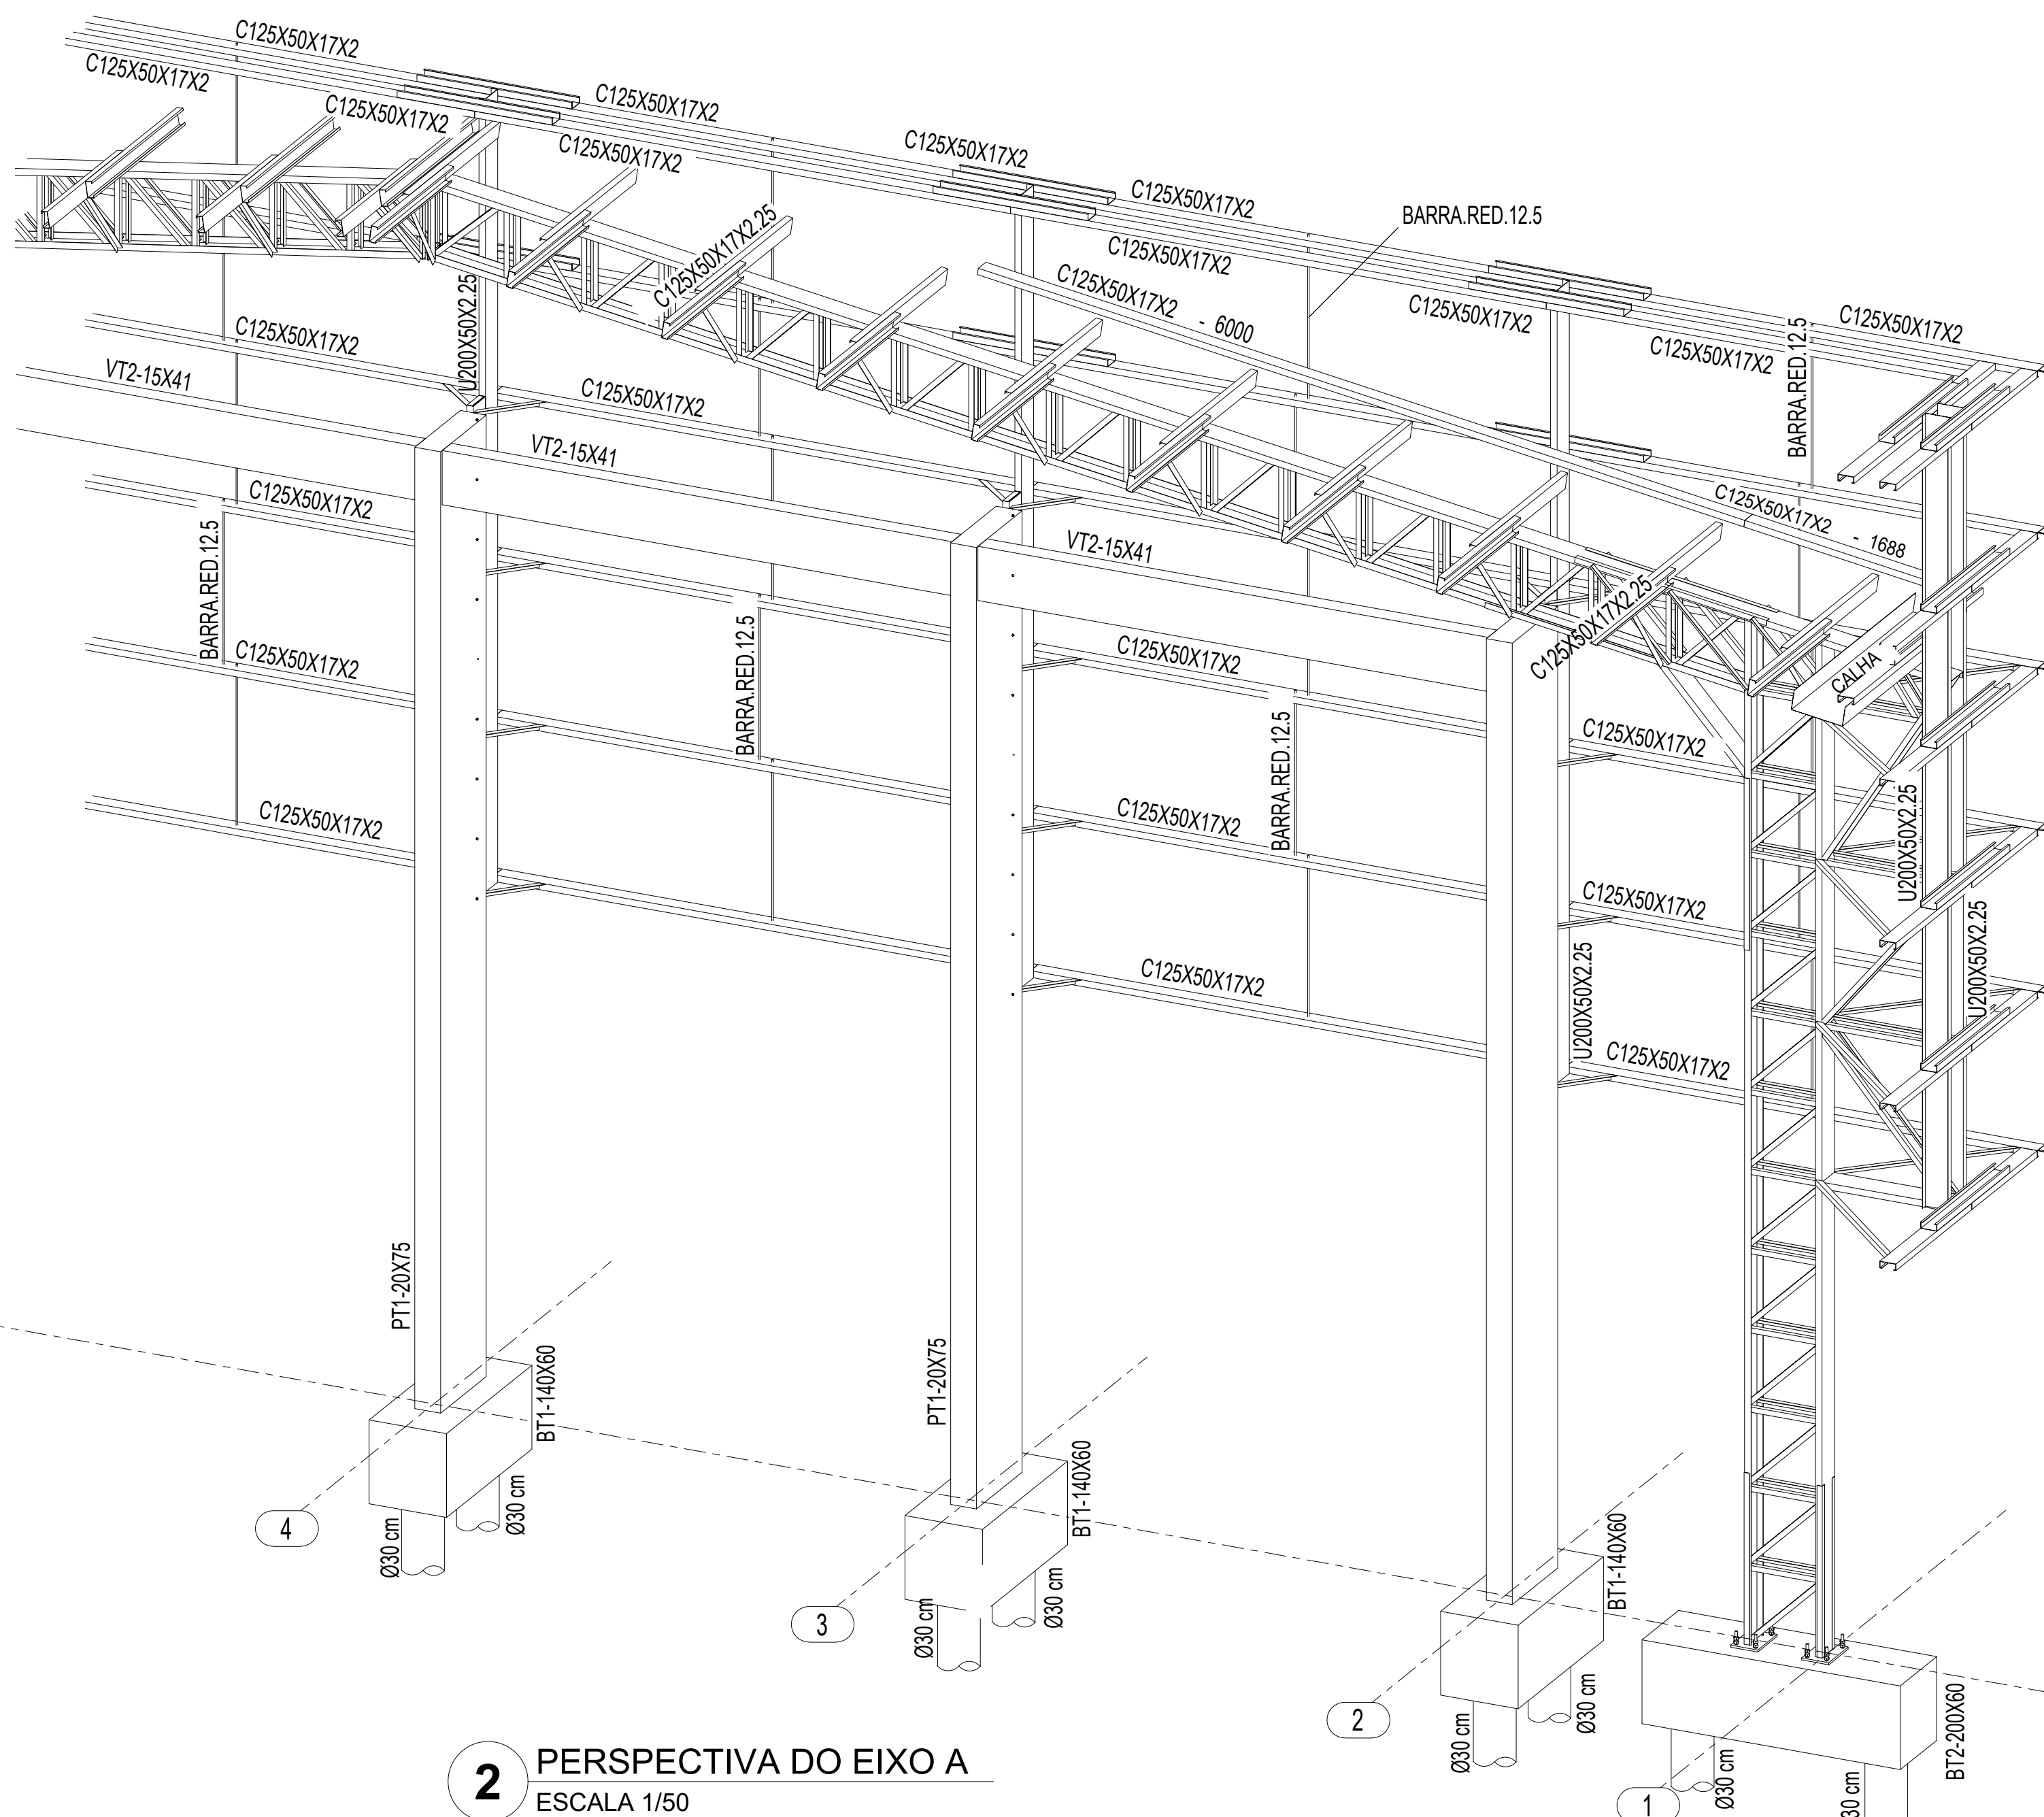 C125X50X17X2
C125X50X17X2
C125X50X17X2
C125X50X17X2
C125X50X17X2
C125X50X17X2
C125X50X17X2
BARRA.RED.12.5
C125X50X17X2
C125X50X17X2.25
C125X50X17X2 - 6000
C125X50X17X2
C125X50X17X2
C125X50X17X2
BARRA.RED.12.5
U200X50X2.25
C125X50X17X2
VT2-15X41
C125X50X17X2
VT2-15X41
C125X50X17X2
BARRA.RED.12.5
C125X50X17X2 - 1688
VT2-15X41
C125X50X17X2.25
CALHA
C125X50X17X2
BARRA.RED.12.5
C125X50X17X2
BARRA.RED.12.5
C125X50X17X2
C125X50X17X2
C125X50X17X2
U200X50X2.25
C125X50X17X2
U200X50X2.25
C125X50X17X2
U200X50X2.25
C125X50X17X2
PT1-20X75
BT1-140X60
PT1-20X75
BT1-140X60
BT1-140X60
4
Ø30 cm
Ø30 cm
3
Ø30 cm
Ø30 cm
2
Ø30 cm
Ø30 cm
BT2-200X60
1
Ø30 cm
30 cm
2
PERSPECTIVA DO EIXO A
ESCALA 1/50